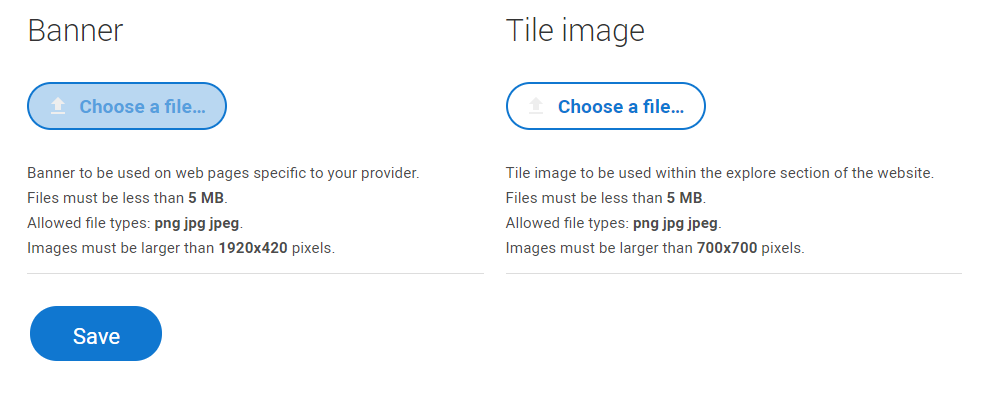 Banner
Choose a file...
Banner to be used on web pages specific to your provider.
Files must be less than 5 MB.
Allowed file types: png jpg jpeg.
Images must be larger than 1920x420 pixels.
Tile image
Choose a file...
Tile image to be used within the explore section of the website.
Files must be less than 5 MB.
Allowed file types: png jpg jpeg.
Images must be larger than 700x700 pixels.
Save